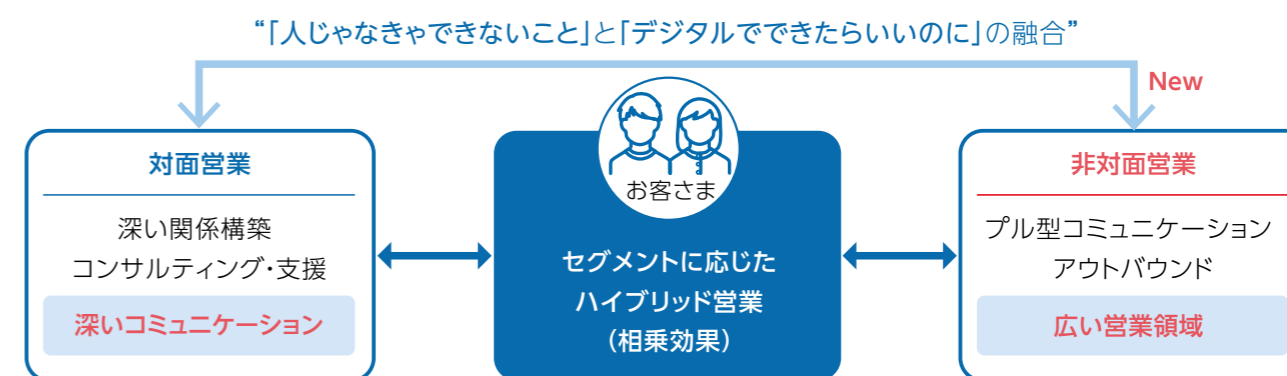 “「人じゃなきゃできないこと」と「デジタルでできたらいいのに」の融合”
New
対面営業
深い関係構築
コンサルティング・支援
深いコミュニケーション
お客さま
セグメントに応じた
ハイブリッド営業
(相乗効果)
非対面営業
プル型コミュニケーション
アウトバウンド
広い営業領域